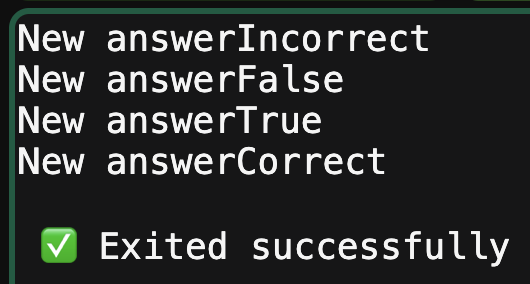 New answerIncorrect
New answerFalse
New answerTrue
New answerCorrect
✅ Exited successfully